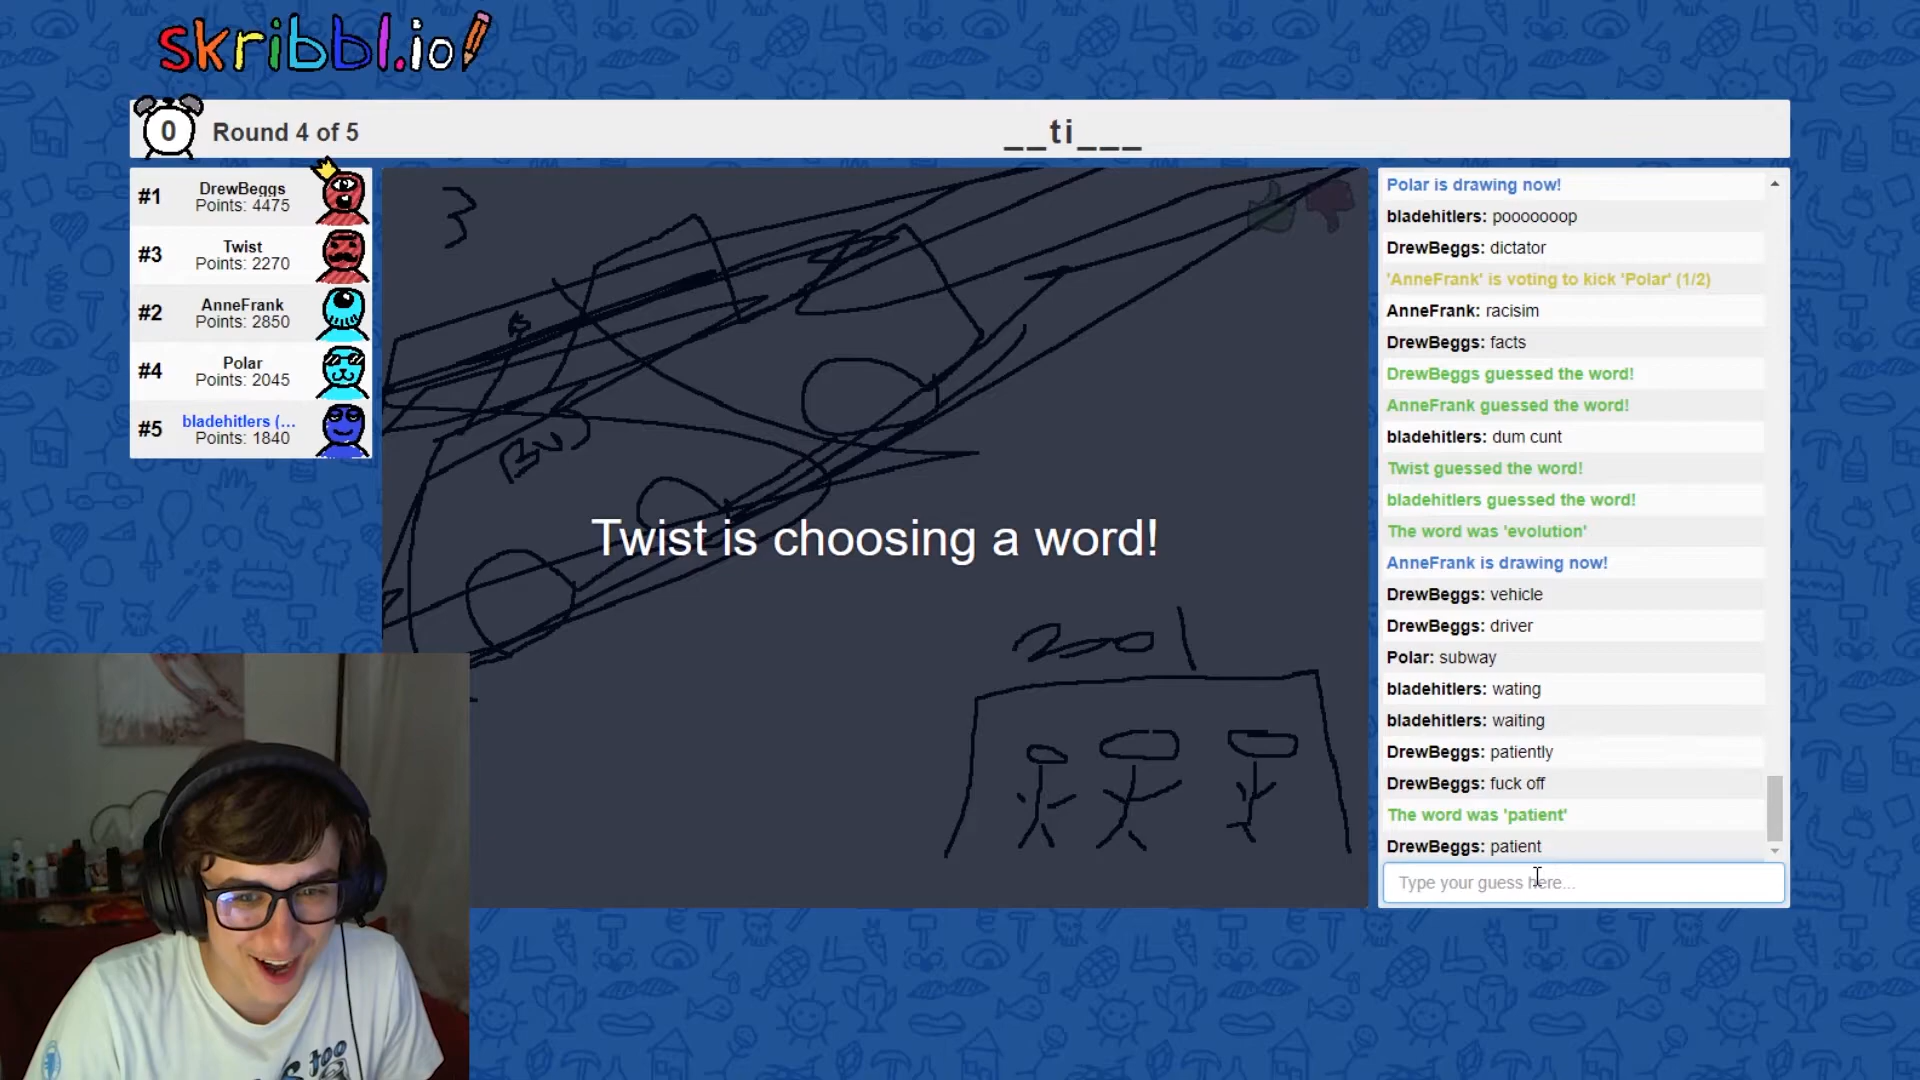 skribbl.io
0
Round 4 of 5
__ti___
#1
DrewBeggs
Points: 4475
#3
Twist
Points: 2270
#2
AnneFrank
Points: 2850
#4
Polar
Points: 2045
#5
bladehitlers (...
Points: 1840
3
200
Twist is choosing a word!
Polar is drawing now!
bladehitlers: pooooooop
DrewBeggs: dictator
'AnneFrank' is voting to kick 'Polar' (1/2)
AnneFrank: racisim
DrewBeggs: facts
DrewBeggs guessed the word!
AnneFrank guessed the word!
bladehitlers: dum cunt
Twist guessed the word!
bladehitlers guessed the word!
The word was 'evolution'
AnneFrank is drawing now!
DrewBeggs: vehicle
DrewBeggs: driver
Polar: subway
bladehitlers: wating
bladehitlers: waiting
DrewBeggs: patiently
DrewBeggs: fuck off
The word was 'patient'
DrewBeggs: patient
Type your guess here...